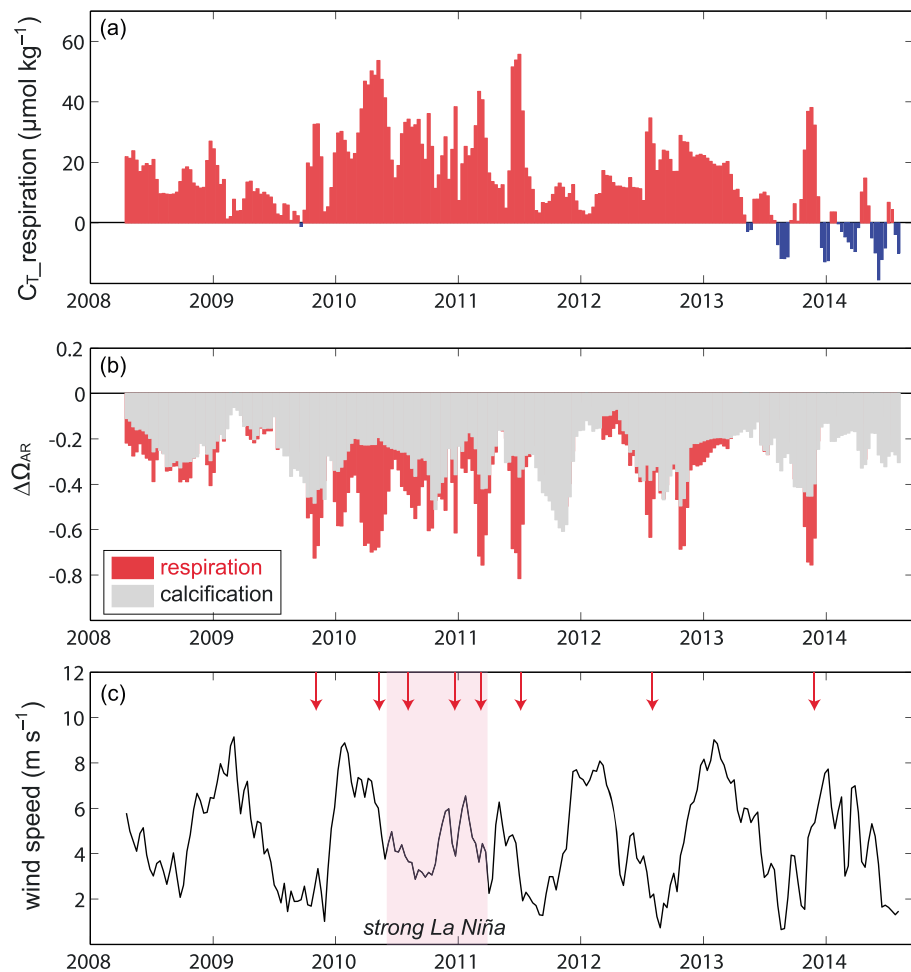 (a)
C_T_respiration (μmol kg⁻¹)
60
40
20
0
2008 2009 2010 2011 2012 2013 2014
(b)
ΔΩ_AR
0.2
0
-0.2
-0.4
-0.6
-0.8
respiration
calcification
2008 2009 2010 2011 2012 2013 2014
(c)
wind speed (m s⁻¹)
12
10
8
6
4
2
strong La Niña
2008 2009 2010 2011 2012 2013 2014